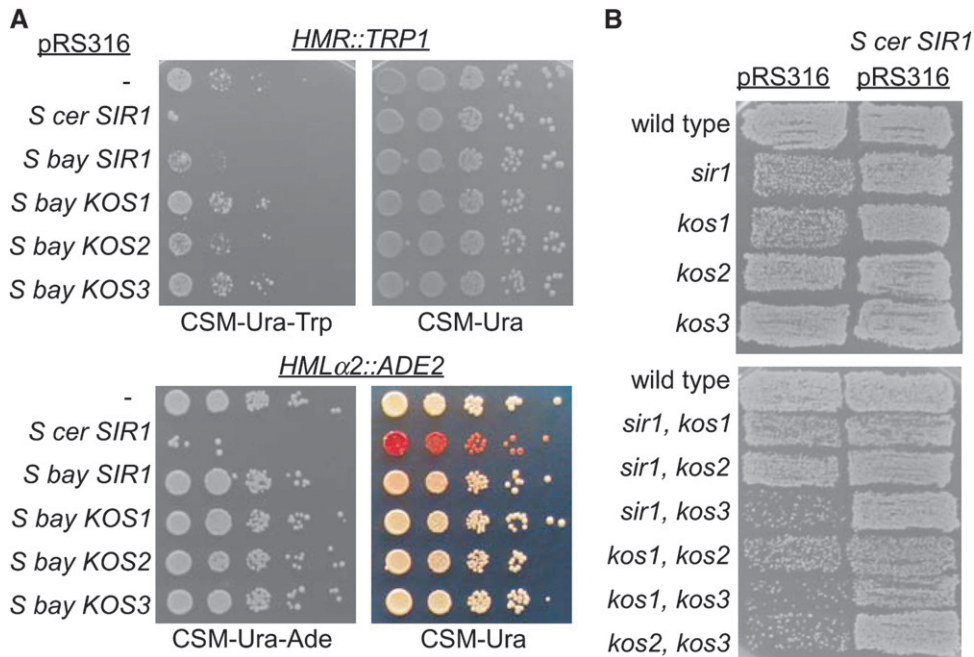 A
pRS316
HMR::TRP1
-
S cer SIR1
S bay SIR1
S bay KOS1
S bay KOS2
S bay KOS3
CSM-Ura-Trp
CSM-Ura
HMLα2::ADE2
-
S cer SIR1
S bay SIR1
S bay KOS1
S bay KOS2
S bay KOS3
CSM-Ura-Ade
CSM-Ura
B
S cer SIR1
pRS316
pRS316
wild type
sir1
kos1
kos2
kos3
wild type
sir1, kos1
sir1, kos2
sir1, kos3
kos1, kos2
kos1, kos3
kos2, kos3